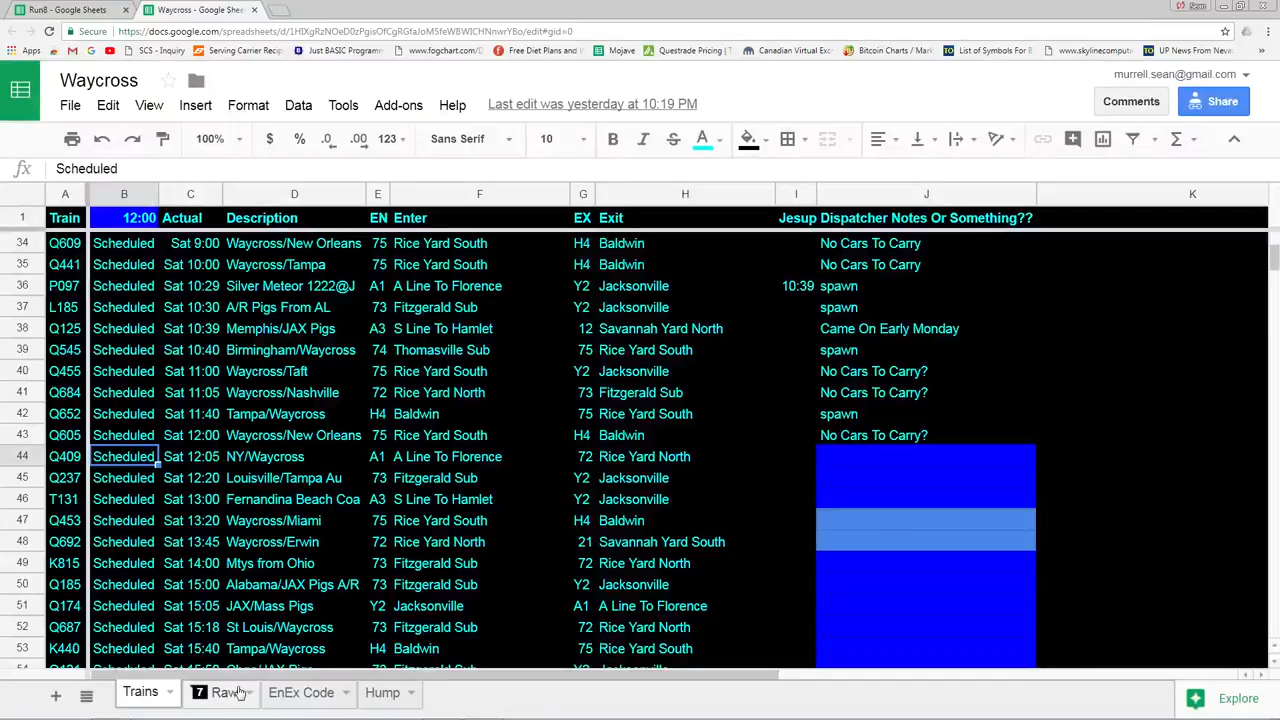 Run8 - Google Sheets
Waycross - Google Shee
Secure https://docs.google.com/spreadsheets/d/
Apps SCS - Inquiry Serving Carrier Recip Just BASIC Program www.fogchart.com/cg Free Diet Plans and W Mojave Questrade Pricing | Canadian Virtual Exc Bitcoin Charts / Mark List of Symbols For B www.skylinecomputin UP News From Neva
Waycross
murrell.sean@gmail.com
File Edit View Insert Format Data Tools Add-ons Help Last edit was yesterday at 10:19 PM Comments Share
100% $ % .0 .00 123 Sans Serif 10 B I S A
fx Scheduled
A B C D E F G H I J K
1 Train 12:00 Actual Description EN Enter EX Exit Jesup Dispatcher Notes Or Something??
34 Q609 Scheduled Sat 9:00 Waycross/New Orleans 75 Rice Yard South H4 Baldwin No Cars To Carry
35 Q441 Scheduled Sat 10:00 Waycross/Tampa 75 Rice Yard South H4 Baldwin No Cars To Carry
36 P097 Scheduled Sat 10:29 Silver Meteor 1222@J A1 A Line To Florence Y2 Jacksonville 10:39 spawn
37 L185 Scheduled Sat 10:30 A/R Pigs From AL 73 Fitzgerald Sub Y2 Jacksonville spawn
38 Q125 Scheduled Sat 10:39 Memphis/JAX Pigs A3 S Line To Hamlet 12 Savannah Yard North Came On Early Monday
39 Q545 Scheduled Sat 10:40 Birmingham/Waycross 74 Thomasville Sub 75 Rice Yard South spawn
40 Q455 Scheduled Sat 11:00 Waycross/Taft 75 Rice Yard South Y2 Jacksonville No Cars To Carry?
41 Q684 Scheduled Sat 11:05 Waycross/Nashville 72 Rice Yard North 73 Fitzgerald Sub No Cars To Carry?
42 Q652 Scheduled Sat 11:40 Tampa/Waycross H4 Baldwin 75 Rice Yard South spawn
43 Q605 Scheduled Sat 12:00 Waycross/New Orleans 75 Rice Yard South H4 Baldwin No Cars To Carry?
44 Q409 Scheduled Sat 12:05 NY/Waycross A1 A Line To Florence 72 Rice Yard North
45 Q237 Scheduled Sat 12:20 Louisville/Tampa Au 73 Fitzgerald Sub Y2 Jacksonville
46 T131 Scheduled Sat 13:00 Fernandina Beach Coa A3 S Line To Hamlet Y2 Jacksonville
47 Q453 Scheduled Sat 13:20 Waycross/Miami 75 Rice Yard South H4 Baldwin
48 Q692 Scheduled Sat 13:45 Waycross/Erwin 72 Rice Yard North 21 Savannah Yard South
49 K815 Scheduled Sat 14:00 Mtys from Ohio 73 Fitzgerald Sub 72 Rice Yard North
50 Q185 Scheduled Sat 15:00 Alabama/JAX Pigs A/R 73 Fitzgerald Sub Y2 Jacksonville
51 Q174 Scheduled Sat 15:05 JAX/Mass Pigs Y2 Jacksonville A1 A Line To Florence
52 Q687 Scheduled Sat 15:18 St Louis/Waycross 73 Fitzgerald Sub 72 Rice Yard North
53 K440 Scheduled Sat 15:40 Tampa/Waycross H4 Baldwin 75 Rice Yard South
Trains 7 Raw EnEx Code Hump Explore